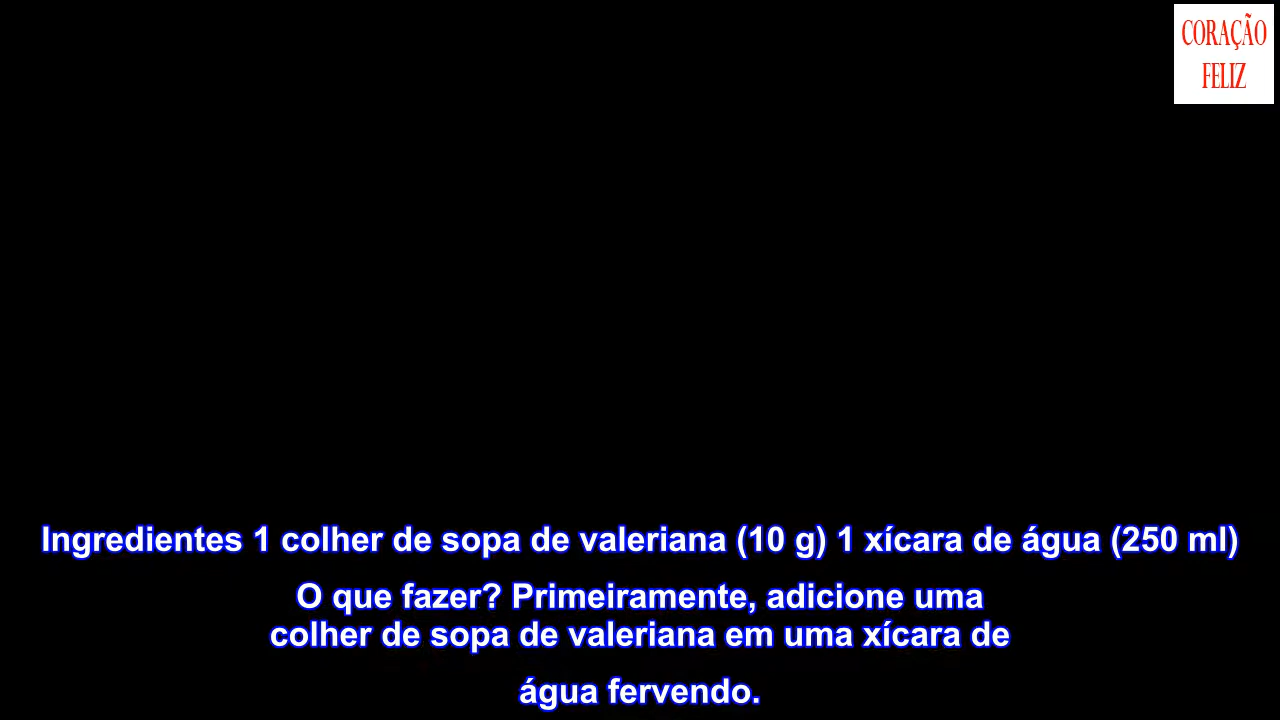 CORAÇÃO
FELIZ
Ingredientes 1 colher de sopa de valeriana (10 g) 1 xícara de água (250 ml)
O que fazer? Primeiramente, adicione uma
colher de sopa de valeriana em uma xícara de
água fervendo.